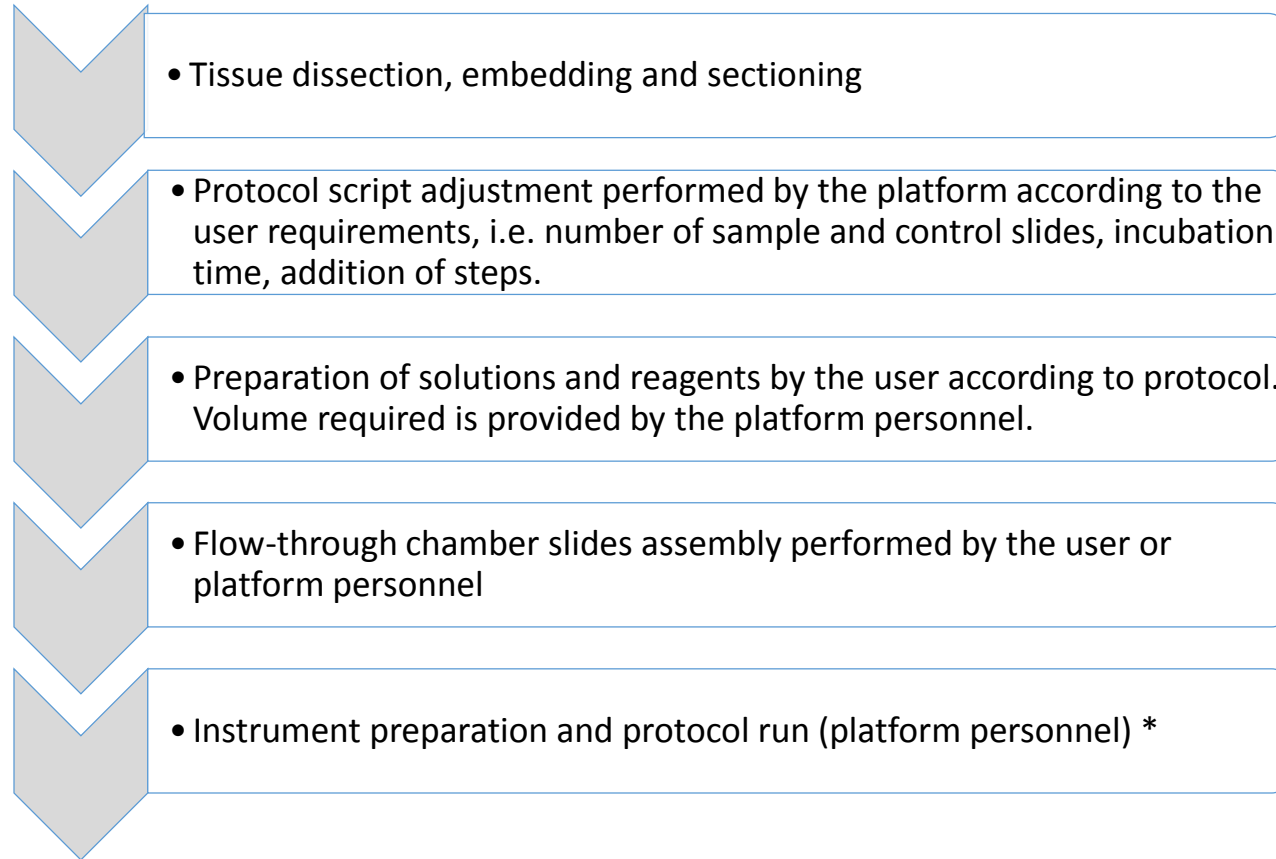 • Tissue dissection, embedding and sectioning
• Protocol script adjustment performed by the platform according to the
user requirements, i.e. number of sample and control slides, incubation
time, addition of steps.
• Preparation of solutions and reagents by the user according to protocol.
Volume required is provided by the platform personnel.
• Flow-through chamber slides assembly performed by the user or
platform personnel
• Instrument preparation and protocol run (platform personnel) *